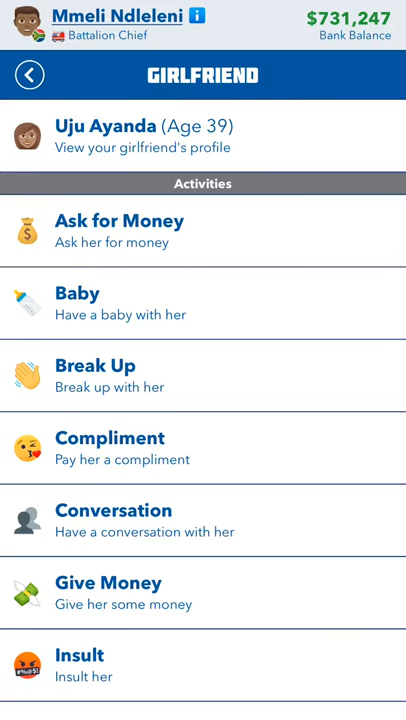 Mmeli Ndleleni
$731,247
Battalion Chief
Bank Balance
GIRLFRIEND
Uju Ayanda (Age 39)
View your girlfriend's profile
Activities
Ask for Money
Ask her for money
Baby
Have a baby with her
Break Up
Break up with her
Compliment
Pay her a compliment
Conversation
Have a conversation with her
Give Money
Give her some money
Insult
Insult her